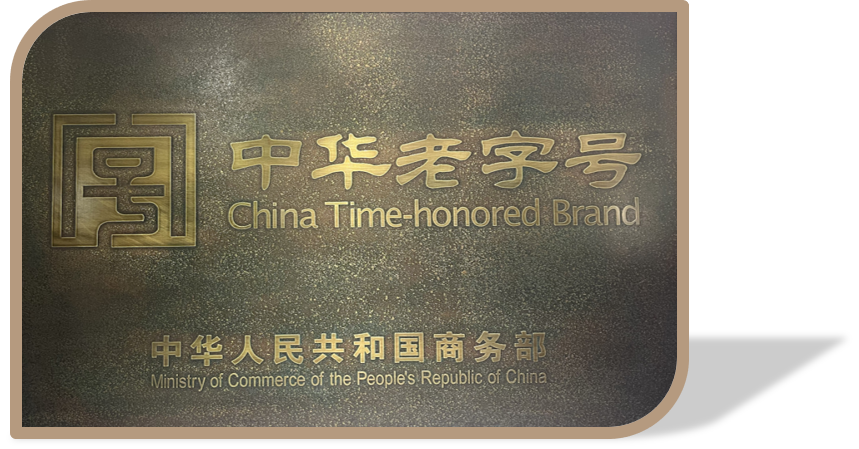 中华老字号
China Time-honored Brand
中华人民共和国商务部
Ministry of Commerce of the People's Republic of China